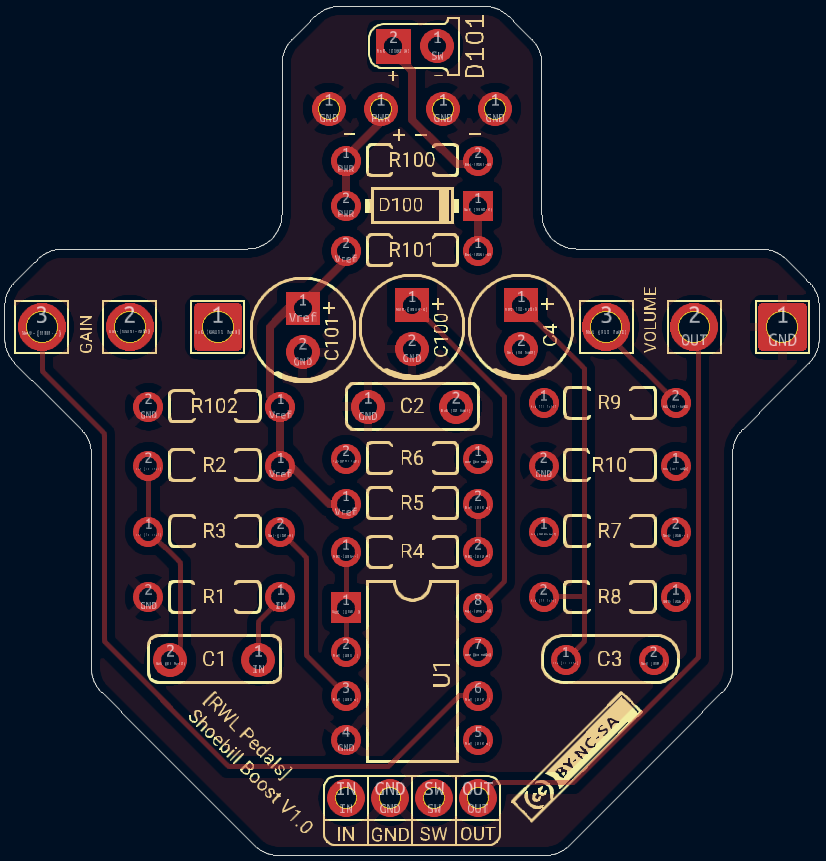 D101
2 1
SW
+ -
1 1 1 1
GND PWR GND GND
- + - -
1 R100 2
PWR
2 D100 1
PWR
2 R101 1
Vref
3 GAIN 2 1
1 C101+
Vref
2
GND
1 C100+
2
GND
1 C4 +
2
3 VOLUME 2 1
OUT GND
2 R102 1
GND Vref
1 C2 2
GND
1 R9 2
2 R2 1
Vref
2 R6 1
2 R10 1
GND
1 R5 2
Vref
1 R3 2
1 R4 2
1 R7 2
2 R1 1
GND IN
1 U1 8
2 7
3 6
4 5
GND
2 R8 1
2 C1 1
IN
1 C3 2
[RWL Pedals]
Shoebill Boost V1.0
cc BY-NC-SA
IN GND SW OUT
IN GND SW OUT
IN GND SW OUT